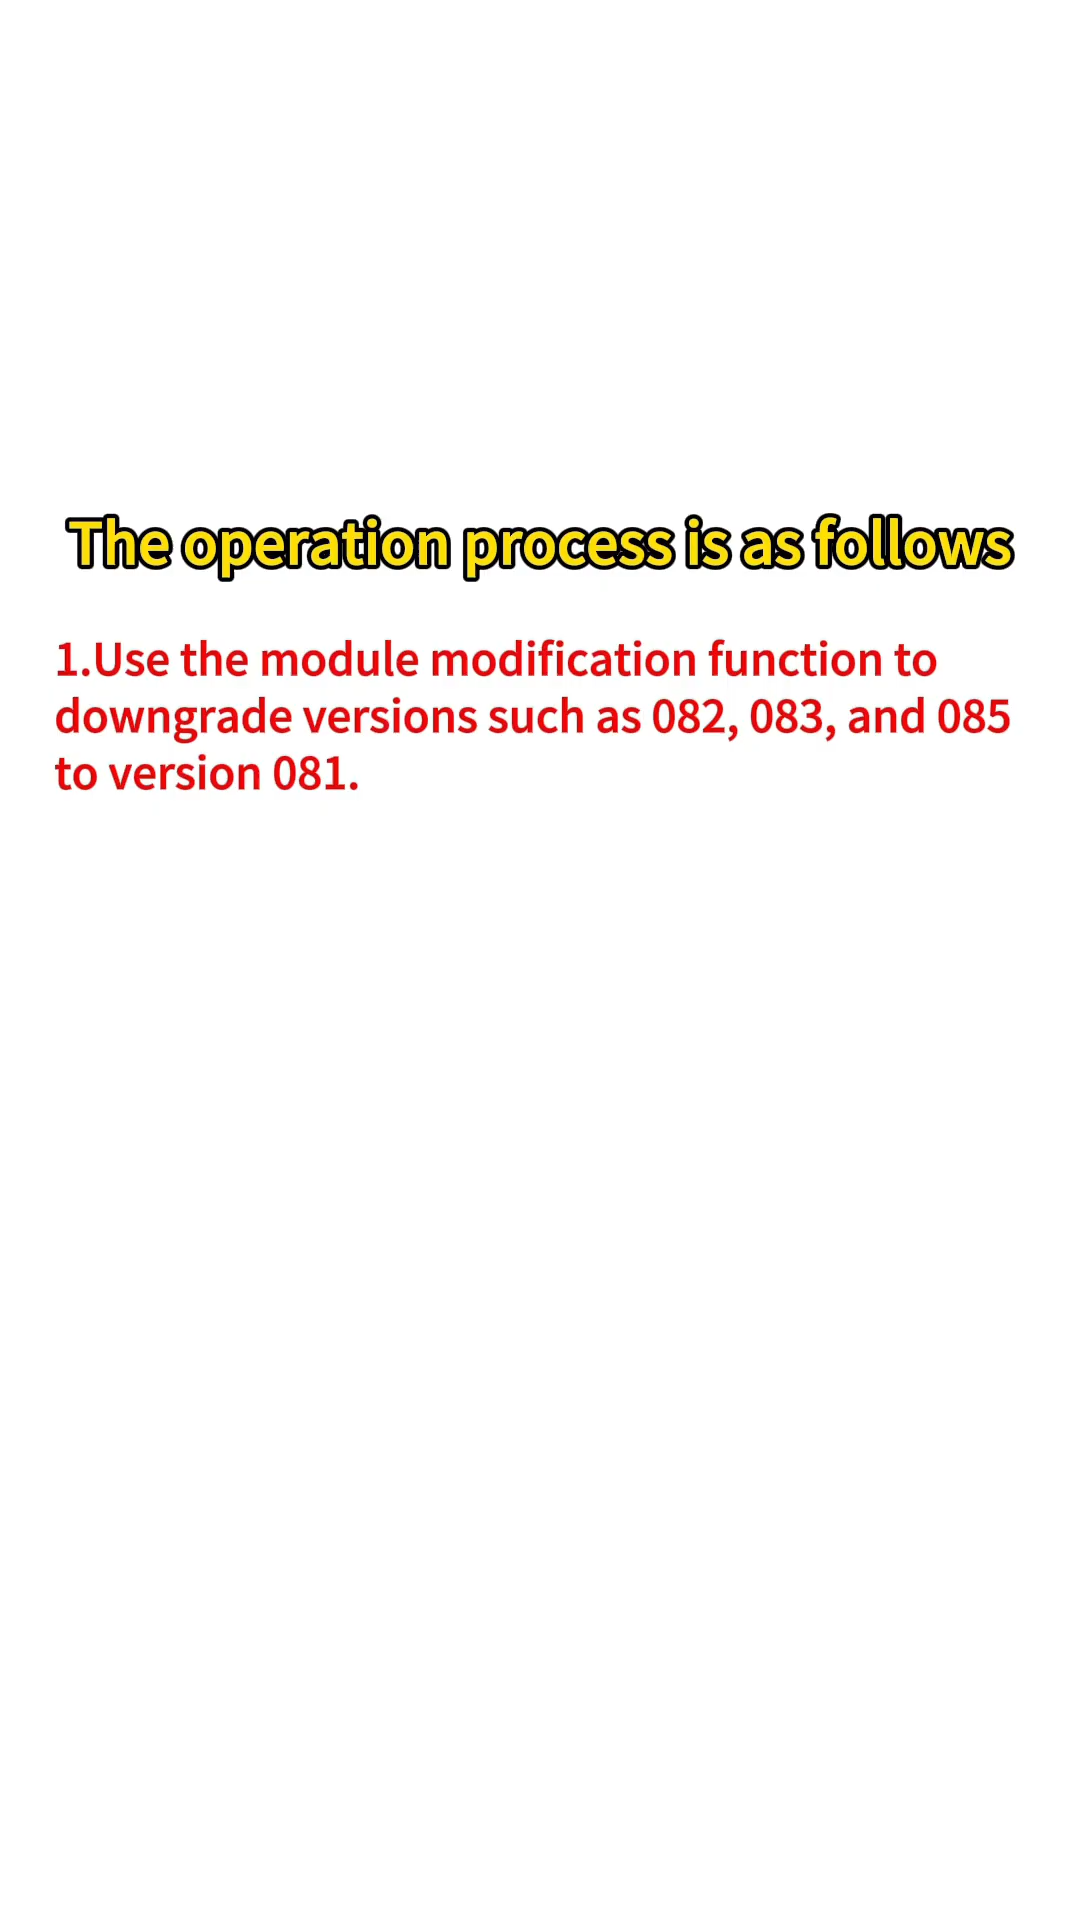 The operation process is as follows
1.Use the module modification function to
downgrade versions such as 082, 083, and 085
to version 081.